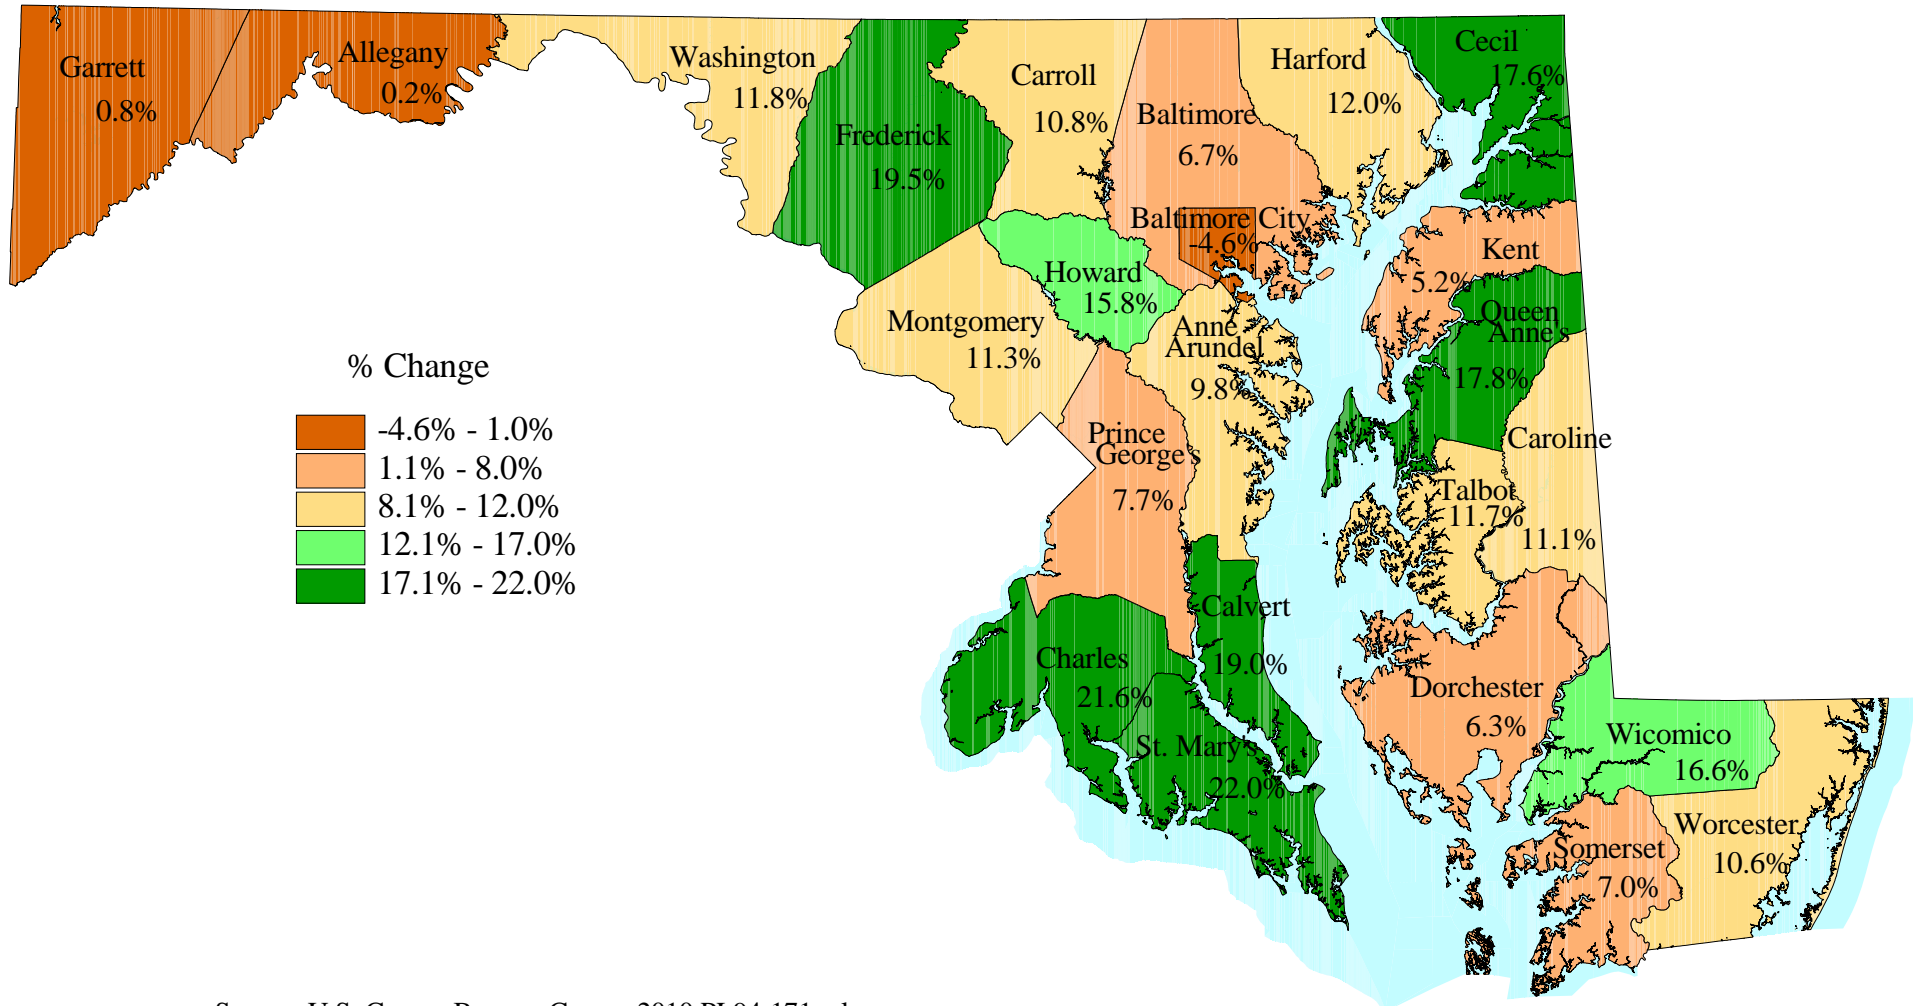 Garrett
0.8%
Allegany
0.2%
Washington
11.8%
Frederick
19.5%
Carroll
10.8%
Baltimore
6.7%
Baltimore City
-4.6%
Harford
12.0%
Cecil
17.6%
Howard
15.8%
Montgomery
11.3%
Anne
Arundel
9.8%
Kent
5.2%
Queen
Anne's
17.8%
Caroline
11.1%
Talbot
11.7%
Prince
George's
7.7%
Calvert
19.0%
Charles
21.6%
St. Mary's
22.0%
Dorchester
6.3%
Wicomico
16.6%
Worcester
10.6%
Somerset
7.0%
% Change
-4.6% - 1.0%
1.1% - 8.0%
8.1% - 12.0%
12.1% - 17.0%
17.1% - 22.0%